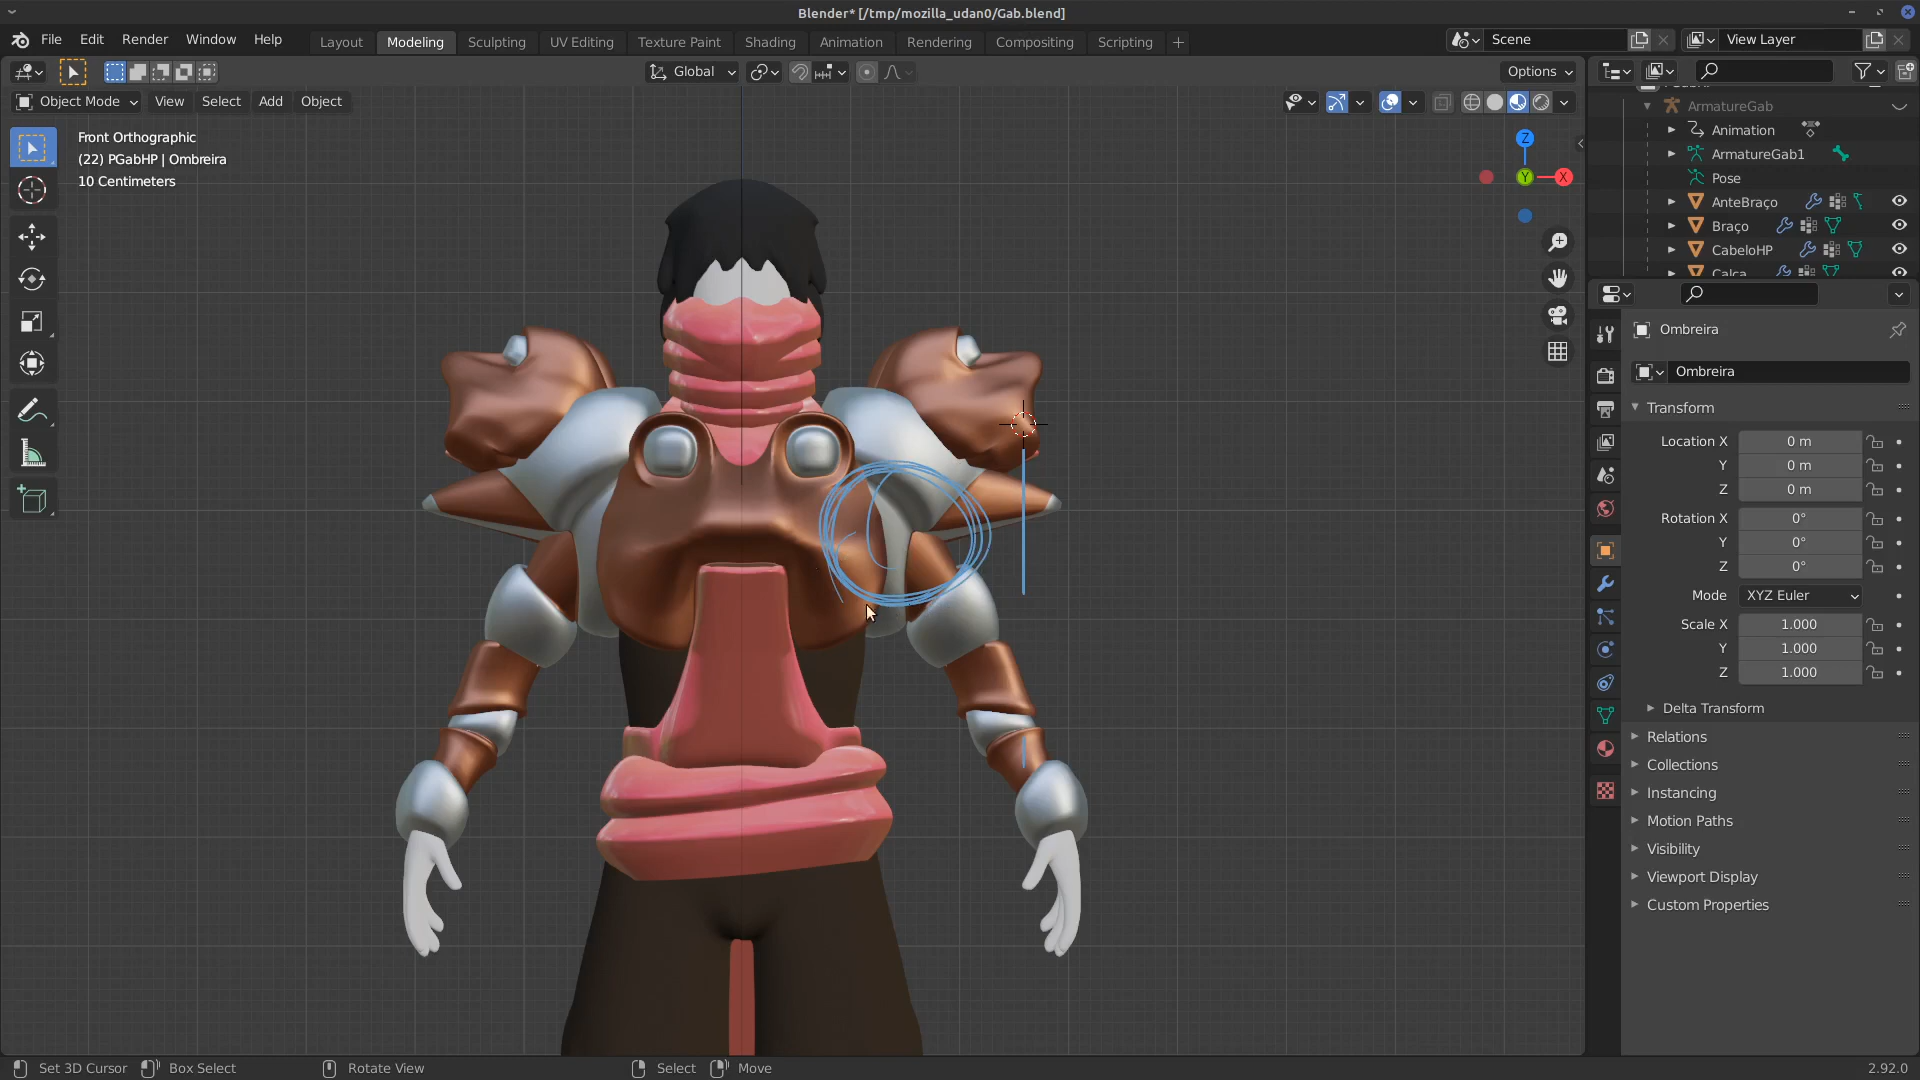 Blender* [/tmp/mozilla_udan0/Gab.blend]
File Edit Render Window Help
Layout Modeling Sculpting UV Editing Texture Paint Shading Animation Rendering Compositing Scripting
Scene
View Layer
Global
Options
Object Mode View Select Add Object
Front Orthographic
(22) PGabHP | Ombreira
10 Centimeters
Z
Y
X
ArmatureGab
Animation
ArmatureGab1
Pose
AnteBraço
Braço
CabeloHP
Calça
Ombreira
Ombreira
Transform
Location X 0 m
Y 0 m
Z 0 m
Rotation X 0°
Y 0°
Z 0°
Mode XYZ Euler
Scale X 1.000
Y 1.000
Z 1.000
Delta Transform
Relations
Collections
Instancing
Motion Paths
Visibility
Viewport Display
Custom Properties
Set 3D Cursor Box Select Rotate View Select Move 2.92.0